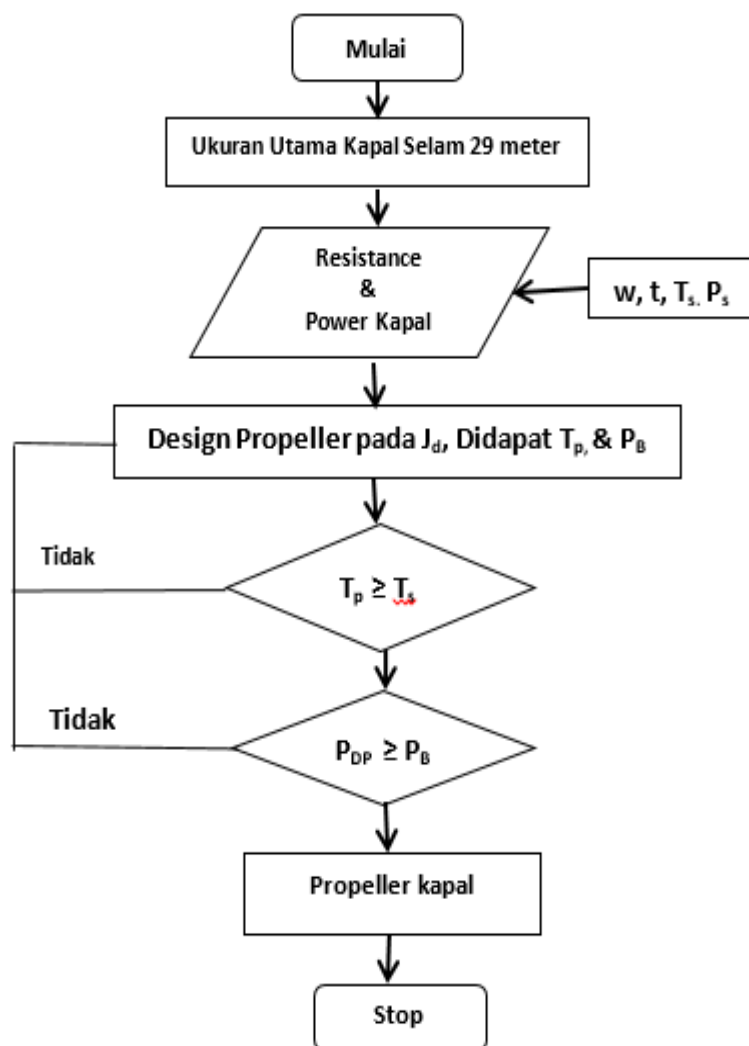 Mulai
Ukuran Utama Kapal Selam 29 meter
Resistance
&
Power Kapal
w, t, Ts. Ps
Design Propeller pada Jd, Didapat Tp, & PB
Tidak
Tp ≥ Ts
Tidak
PDP ≥ PB
Propeller kapal
Stop